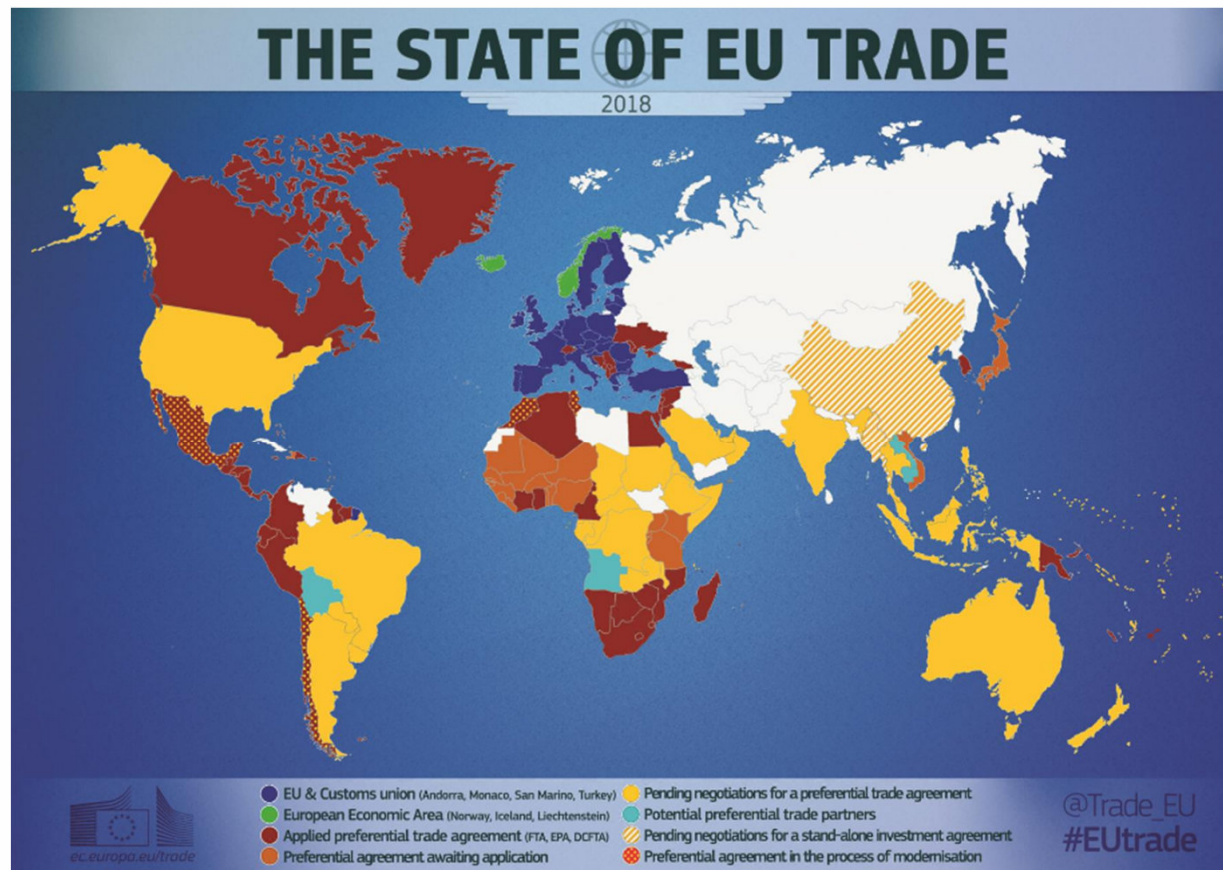 THE STATE OF EU TRADE
2018
EU & Customs union (Andorra, Monaco, San Marino, Turkey)
European Economic Area (Norway, Iceland, Liechtenstein)
Applied preferential trade agreement (FTA, EPA, DCFTA)
Preferential agreement awaiting application
Pending negotiations for a preferential trade agreement
Potential preferential trade partners
Pending negotiations for a stand-alone investment agreement
Preferential agreement in the process of modernisation
ec.europa.eu/trade
@Trade_EU
#EUtrade